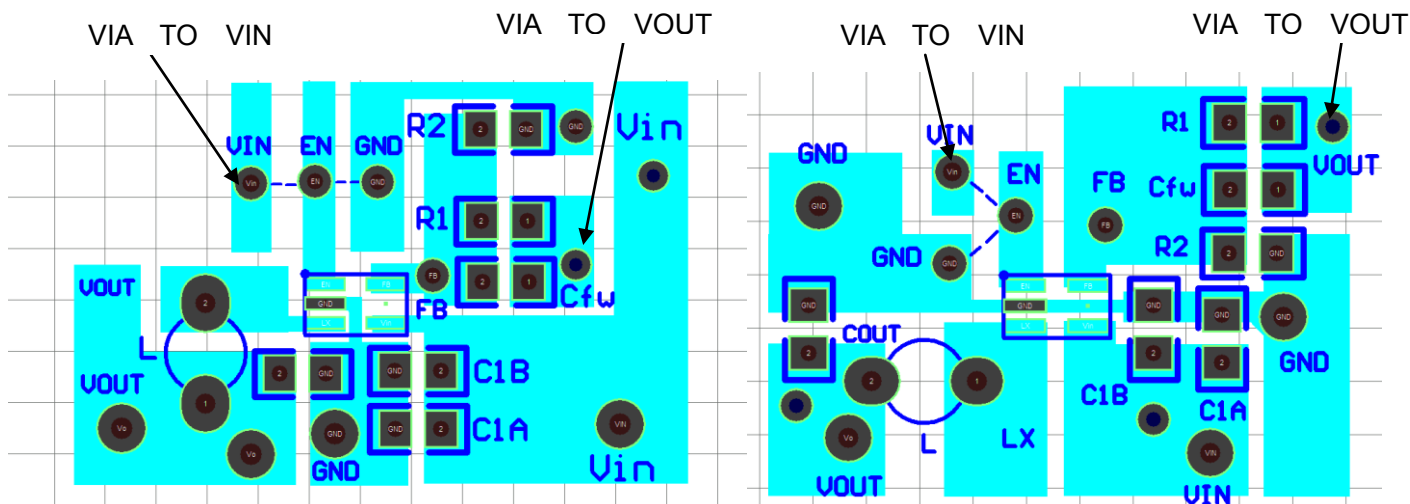 VIA TO VIN
VIA TO VOUT
VIA TO VIN
VIA TO VOUT
R2
2
GND
GND
Vin
VIN
EN
GND
Vin
EN
GND
R1
2
1
VOUT
2
FB
2
1
Cfw
EN
FB
GND
LX
Vin
FB
L
VOUT
1
2
GND
GND
2
C1B
GND
2
C1A
Vo
Vo
GND
GND
VIN
Vin
R1
2
1
VOUT
VIN
GND
Vin
EN
FB
Cfw
2
1
GND
EN
FB
R2
2
GND
GND
GND
EN
FB
GND
LX
Vin
GND
2
COUT
GND
2
GND
2
GND
GND
2
1
C1B
C1A
L
LX
Vo
VOUT
VIN
VIN